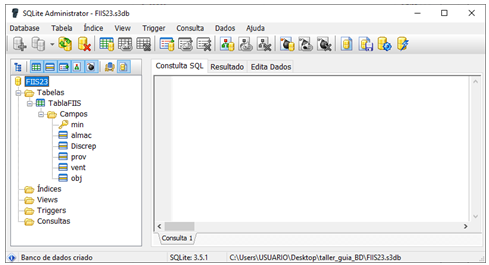 SQLite Administrator - FIIS23.s3db
Database Tabela Índice View Trigger Consulta Dados Ajuda
Constulta SQL Resultado Edita Dados
FIIS23
Tabelas
TablaFIIS
Campos
min
almac
Discrep
prov
vent
obj
Índices
Views
Triggers
Consultas
Consulta 1
Banco de dados criado SQLite: 3.5.1 C:\Users\USUARIO\Desktop\taller_guia_BD\FIIS23.s3db